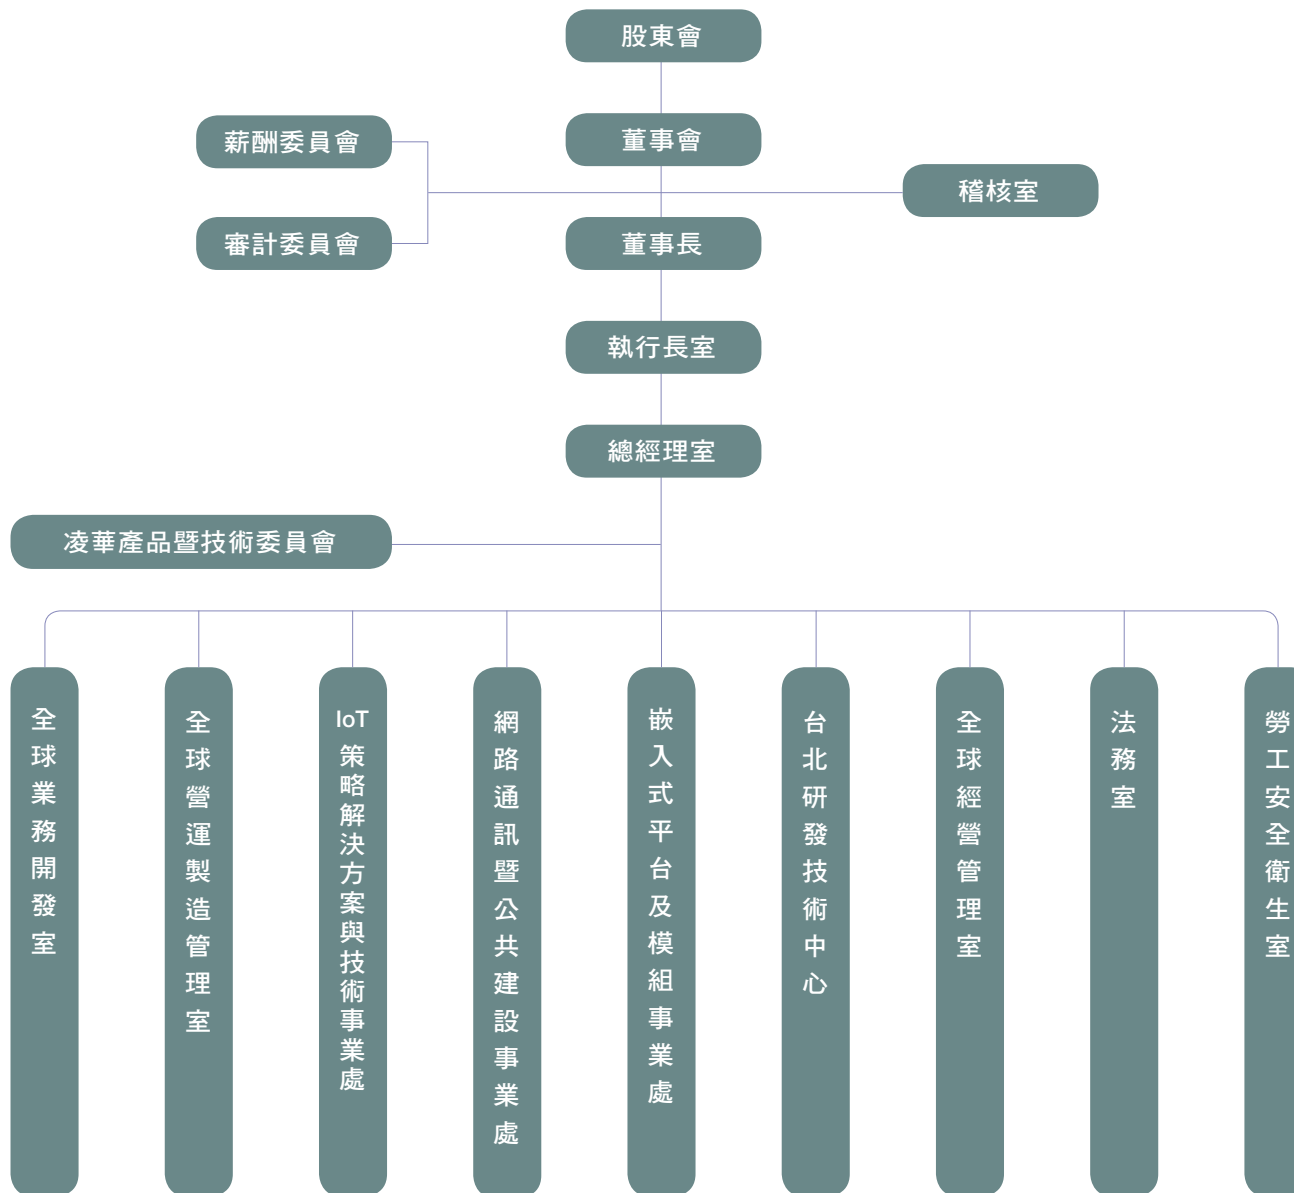 股東會
薪酬委員會
董事會
稽核室
審計委員會
董事長
執行長室
總經理室
凌華產品暨技術委員會
全球業務開發室
全球營運製造管理室
IoT策略解決方案與技術事業處
網路通訊暨公共建設事業處
嵌入式平台及模組事業處
台北研發技術中心
全球經營管理室
法務室
勞工安全衛生室